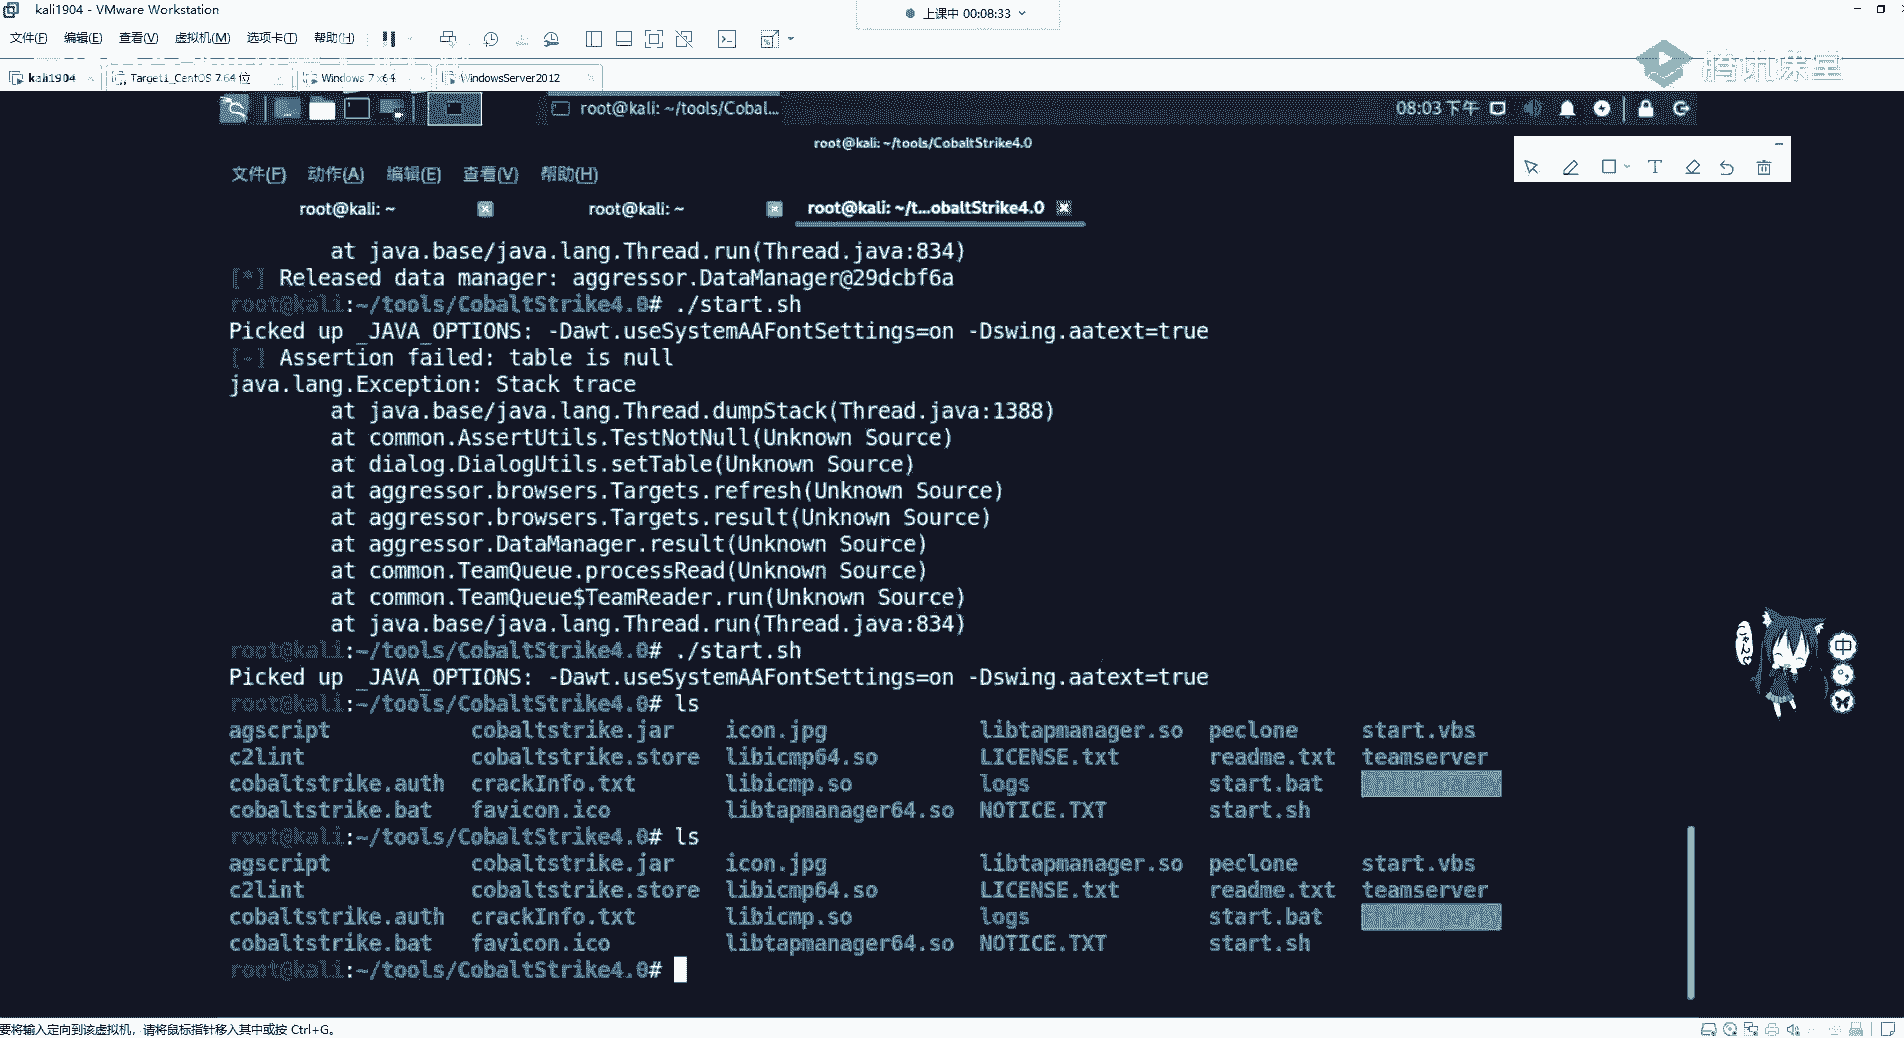 kali1904 - VMware Workstation
上课中 00:08:33
文件(F) 编辑(E) 查看(V) 虚拟机(M) 选项卡(T) 帮助(H)
kali1904 Target1_CentOS 7 64 位 Windows 7 x64 WindowsServer2012
腾讯课堂
root@kali: ~/tools/Cobal... 08:03 下午
root@kali: ~/tools/CobaltStrike4.0
文件(F) 动作(A) 编辑(E) 查看(V) 帮助(H)
root@kali: ~ root@kali: ~ root@kali: ~/t...obaltStrike4.0
at java.base/java.lang.Thread.run(Thread.java:834)
[*] Released data manager: aggressor.DataManager@29dcbf6a
root@kali:~/tools/CobaltStrike4.0# ./start.sh
Picked up _JAVA_OPTIONS: -Dawt.useSystemAAFontSettings=on -Dswing.aatext=true
[-] Assertion failed: table is null
java.lang.Exception: Stack trace
at java.base/java.lang.Thread.dumpStack(Thread.java:1388)
at common.AssertUtils.TestNotNull(Unknown Source)
at dialog.DialogUtils.setTable(Unknown Source)
at aggressor.browsers.Targets.refresh(Unknown Source)
at aggressor.browsers.Targets.result(Unknown Source)
at aggressor.DataManager.result(Unknown Source)
at common.TeamQueue.processRead(Unknown Source)
at common.TeamQueue$TeamReader.run(Unknown Source)
at java.base/java.lang.Thread.run(Thread.java:834)
root@kali:~/tools/CobaltStrike4.0# ./start.sh
Picked up _JAVA_OPTIONS: -Dawt.useSystemAAFontSettings=on -Dswing.aatext=true
root@kali:~/tools/CobaltStrike4.0# ls
agscript cobaltstrike.jar icon.jpg libtapmanager.so peclone start.vbs
c2lint cobaltstrike.store libicmp64.so LICENSE.txt readme.txt teamserver
cobaltstrike.auth crackInfo.txt libicmp.so logs start.bat
cobaltstrike.bat favicon.ico libtapmanager64.so NOTICE.TXT start.sh
root@kali:~/tools/CobaltStrike4.0# ls
agscript cobaltstrike.jar icon.jpg libtapmanager.so peclone start.vbs
c2lint cobaltstrike.store libicmp64.so LICENSE.txt readme.txt teamserver
cobaltstrike.auth crackInfo.txt libicmp.so logs start.bat
cobaltstrike.bat favicon.ico libtapmanager64.so NOTICE.TXT start.sh
root@kali:~/tools/CobaltStrike4.0#
中
要将输入定向到该虚拟机，请将鼠标指针移入其中或按 Ctrl+G。